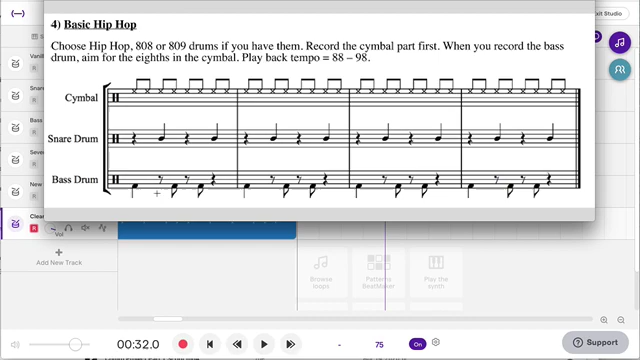 Exit Studio
4) Basic Hip Hop
Choose Hip Hop, 808 or 809 drums if you have them. Record the cymbal part first. When you record the bass
drum, aim for the eighths in the cymbal. Play back tempo = 88 – 98.
Vanil
Cymbal
R
Snare
Snare Drum
R
Bass
Bass Drum
R
Seve
R
New
R
Clea
R
Vol
Add New Track
Browse
loops
Patterns
BeatMaker
Play the
synth
00:32.0
-
75
On
Support